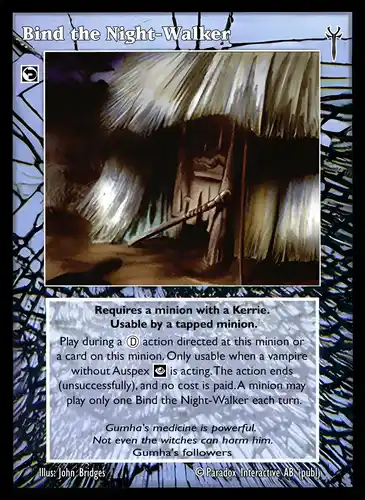 Bind the Night-Walker
Requires a minion with a Kerrie.
Usable by a tapped minion.
Play during a D action directed at this minion or
a card on this minion. Only usable when a vampire
without Auspex is acting. The action ends
(unsuccessfully), and no cost is paid. A minion may
play only one Bind the Night-Walker each turn.
Gumha's medicine is powerful.
Not even the witches can harm him.
Gumha's followers
Illus: John Bridges © Paradox Interactive AB (publ)